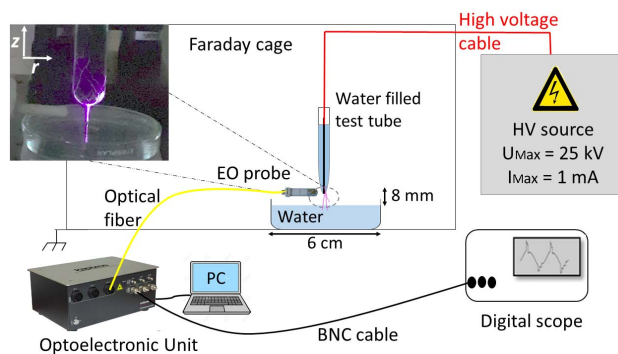 High voltage
cable
z
r
Faraday cage
Water filled
test tube
HV source
UMax = 25 kV
IMax = 1 mA
EO probe
8 mm
Optical
fiber
Water
6 cm
PC
BNC cable
Digital scope
Optoelectronic Unit